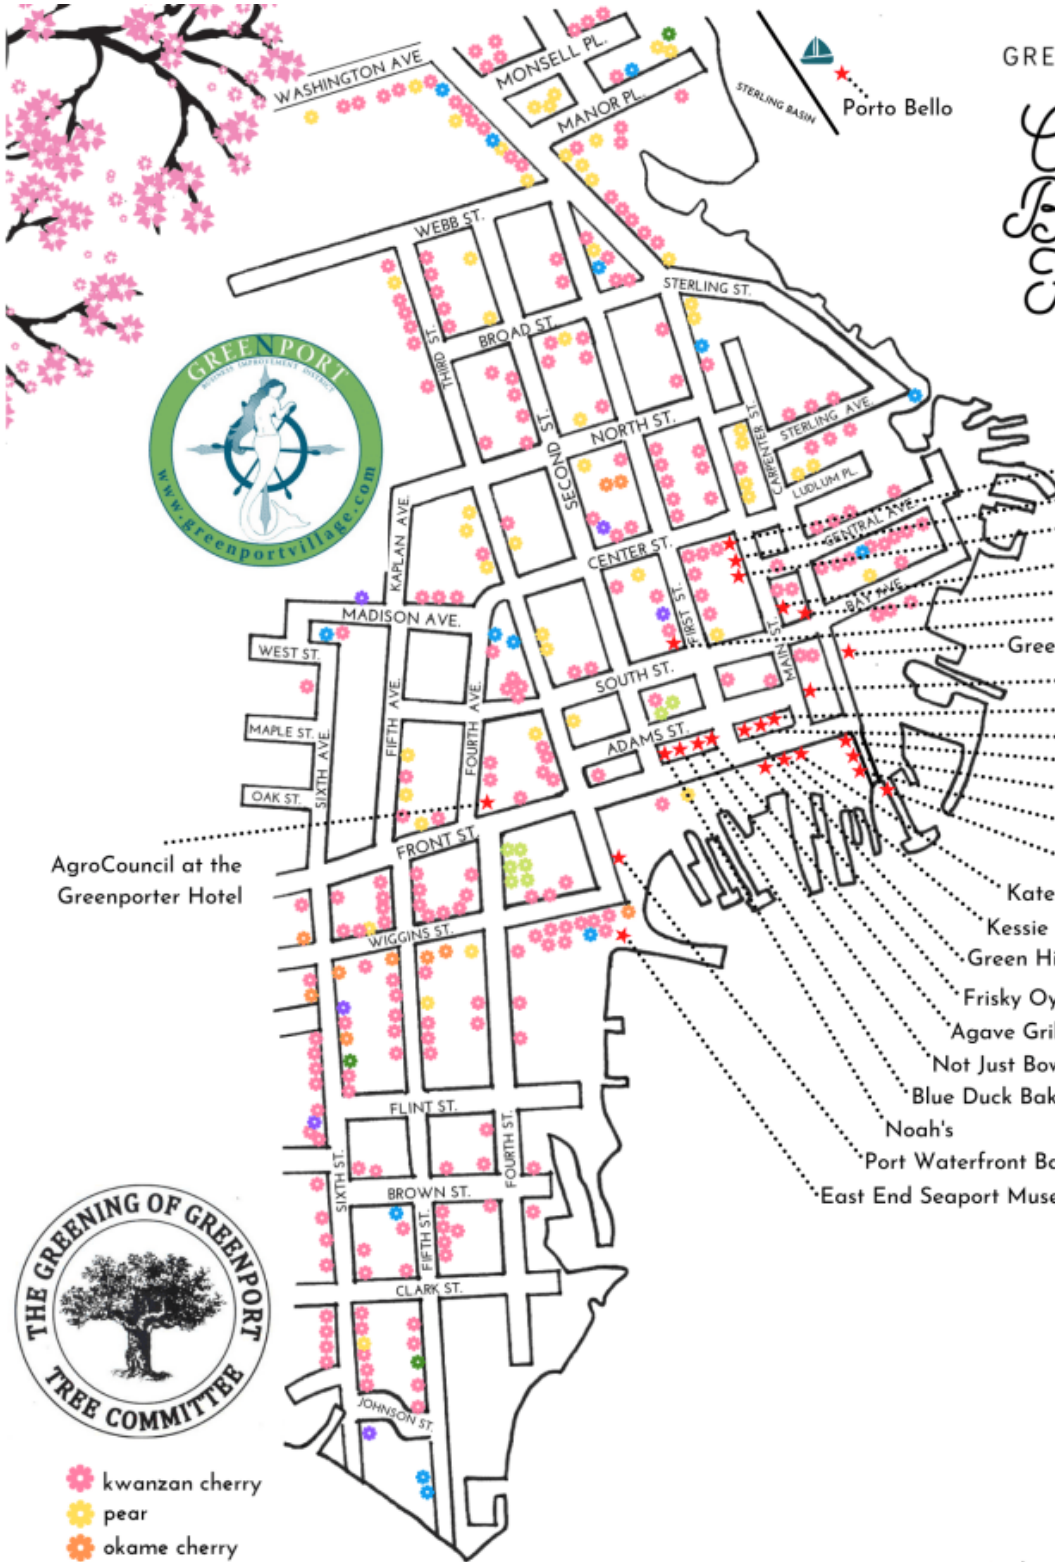 GRE
Porto Bello
STERLING BASIN
MONSELL PL.
WASHINGTON AVE
MANOR PL.
WEBB ST.
STERLING ST.
THIRD ST.
BROAD ST.
GREENPORT
BUSINESS IMPROVEMENT DISTRICT
www.greenportvillage.com
SECOND ST.
NORTH ST.
CARPENTER ST.
STERLING AVE.
LUDLUM PL.
CENTRAL AVE.
KAPLAN AVE.
CENTER ST.
BAY AVE.
MADISON AVE.
FIRST ST.
MAIN ST.
WEST ST.
Gree
SOUTH ST.
MAPLE ST.
SIXTH AVE.
FIFTH AVE.
FOURTH AVE.
ADAMS ST.
OAK ST.
FRONT ST.
AgroCouncil at the
Greenporter Hotel
Kate
Kessie
WIGGINS ST.
Green Hi
Frisky Oy
Agave Gril
Not Just Bow
Blue Duck Bak
FLINT ST.
Noah's
FOURTH ST.
Port Waterfront Ba
SIXTH ST.
BROWN ST.
East End Seaport Muse
FIFTH ST.
CLARK ST.
THE GREENING OF GREENPORT
TREE COMMITTEE
JOHNSON ST.
kwanzan cherry
pear
okame cherry